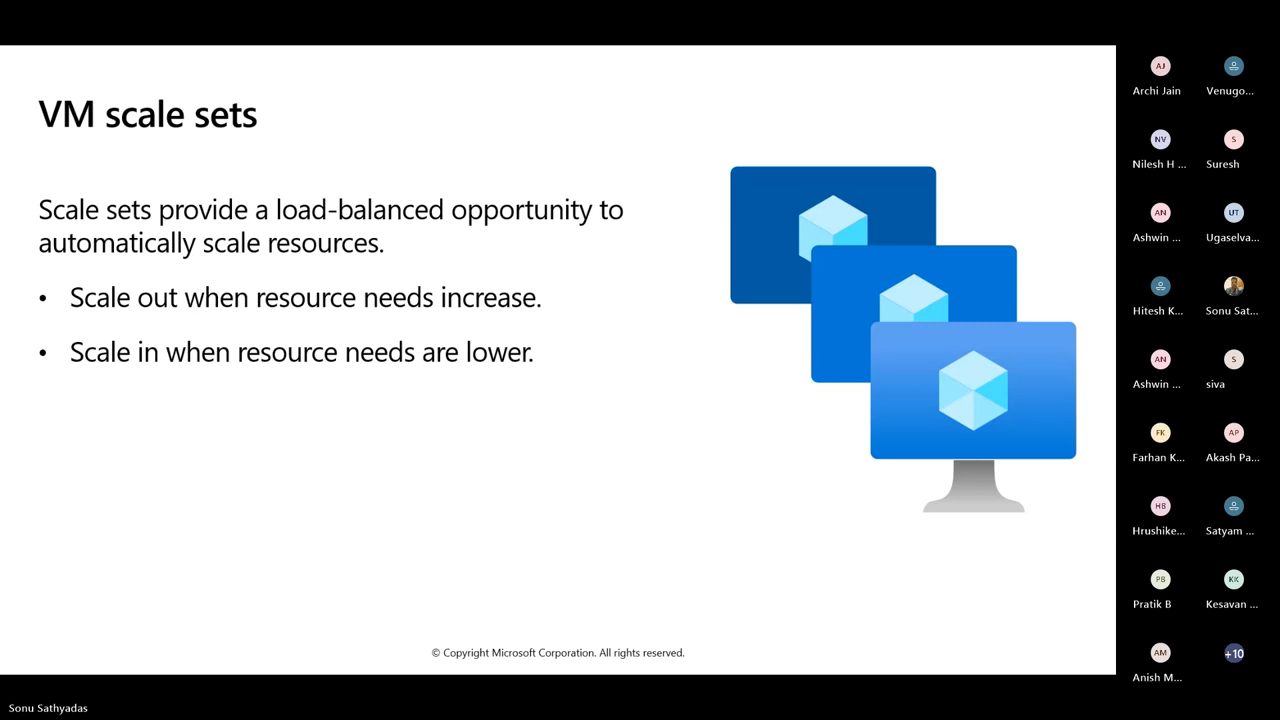 VM scale sets
Scale sets provide a load-balanced opportunity to
automatically scale resources.
• Scale out when resource needs increase.
• Scale in when resource needs are lower.
© Copyright Microsoft Corporation. All rights reserved.
AJ
Archi Jain
Venugo...
NV
Nilesh H ...
S
Suresh
AN
Ashwin ...
UT
Ugaselva...
Hitesh K...
Sonu Sat...
AN
Ashwin ...
S
siva
FK
Farhan K...
AP
Akash Pa...
HB
Hrushike...
Satyam ...
PB
Pratik B
KK
Kesavan ...
AM
Anish M...
+10
Sonu Sathyadas